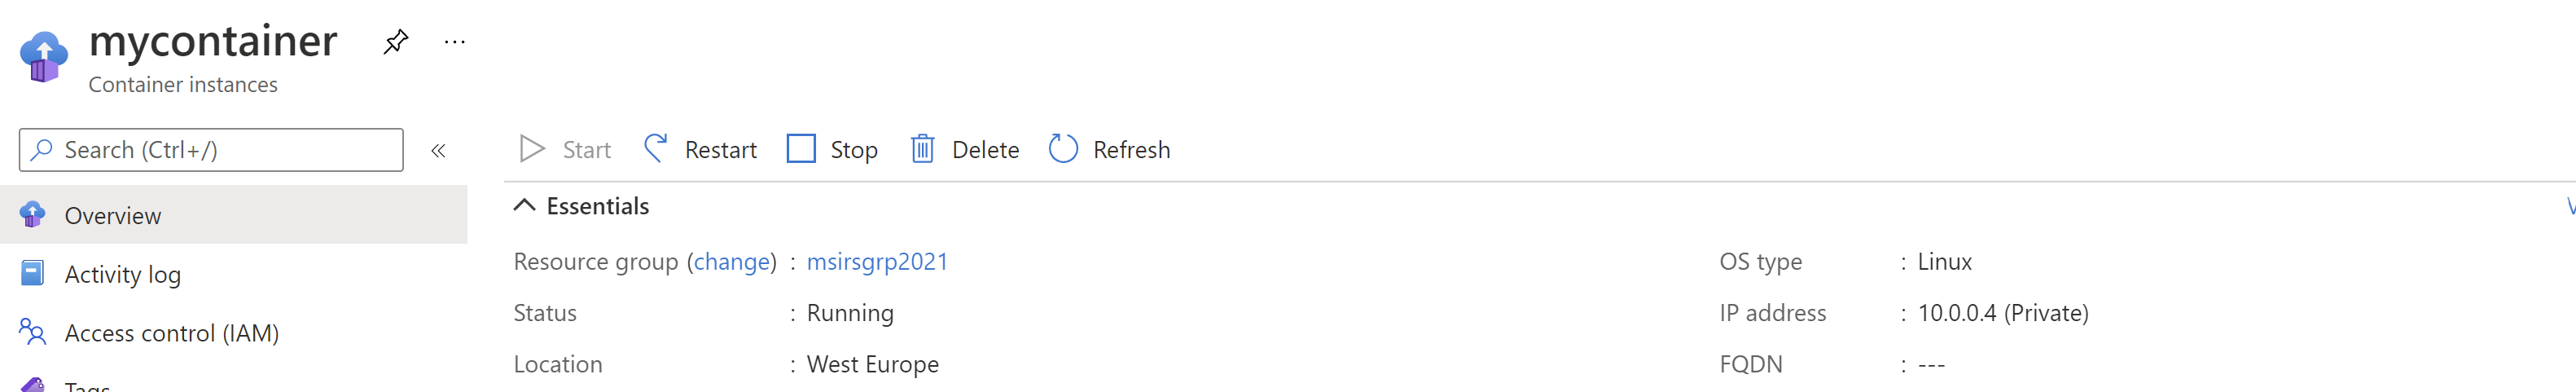 mycontainer
Container instances
Search (Ctrl+/)
Start Restart Stop Delete Refresh
Overview
Activity log
Access control (IAM)
Tags
Essentials
Resource group (change) : msirsgrp2021
Status : Running
Location : West Europe
OS type : Linux
IP address : 10.0.0.4 (Private)
FQDN : ---